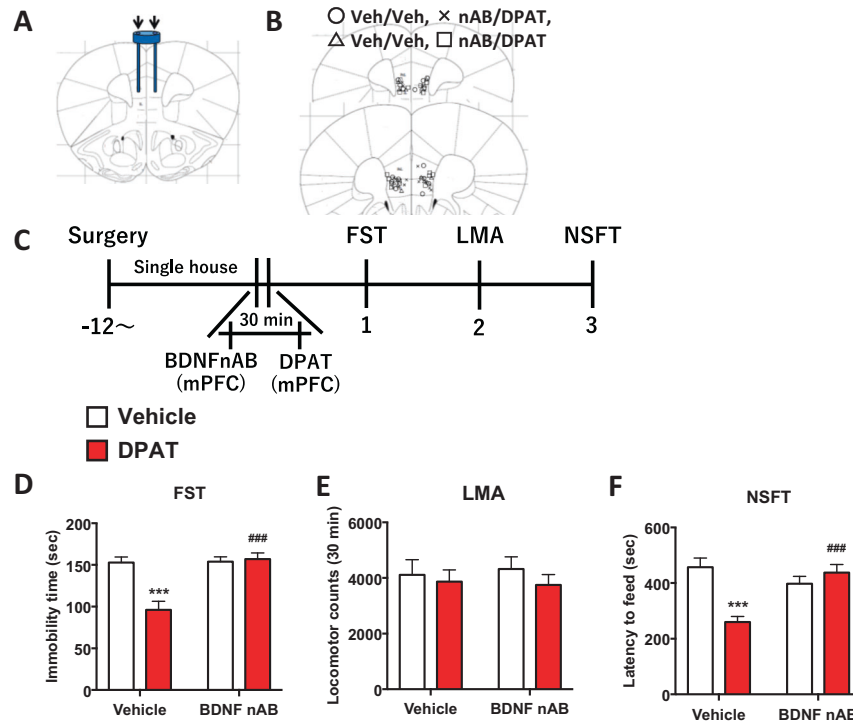 A
B
○ Veh/Veh, × nAB/DPAT,
△ Veh/Veh, □ nAB/DPAT
C
Surgery
FST
LMA
NSFT
Single house
-12～
30 min
1
2
3
BDNFnAB
(mPFC)
DPAT
(mPFC)
Vehicle
DPAT
D
FST
Immobility time (sec)
200
150
100
50
0
***
###
Vehicle
BDNF nAB
E
LMA
Locomotor counts (30 min)
6000
4000
2000
0
Vehicle
BDNF nAB
F
NSFT
Latency to feed (sec)
600
400
200
0
***
###
Vehicle
BDNF nAB